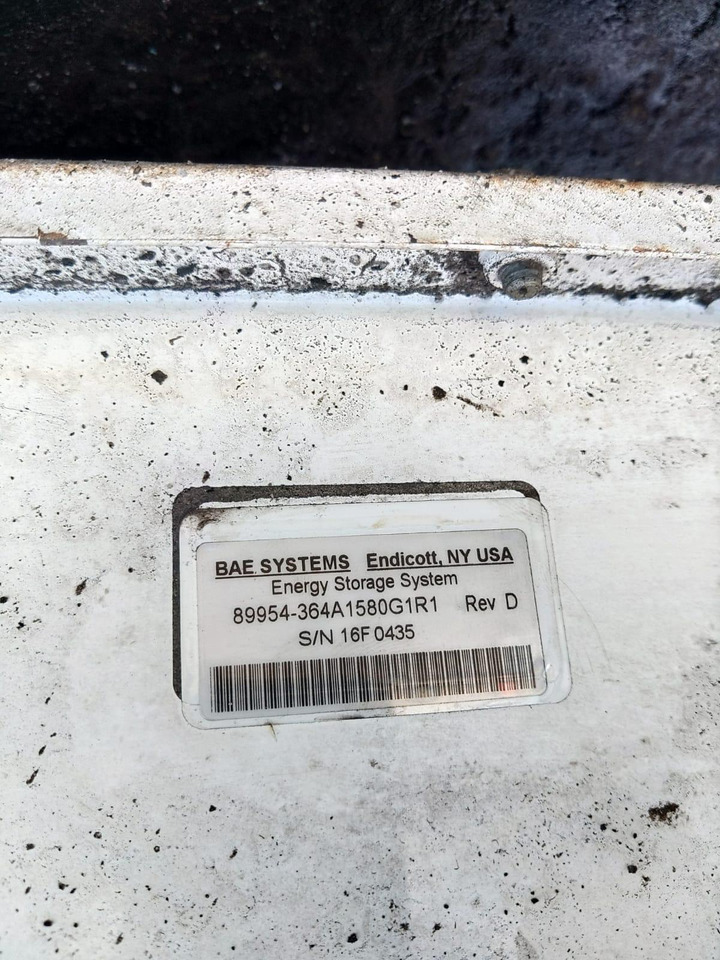 BAE SYSTEMS Endicott, NY USA
Energy Storage System
89954-364A1580G1R1 Rev D
S/N 16F0435